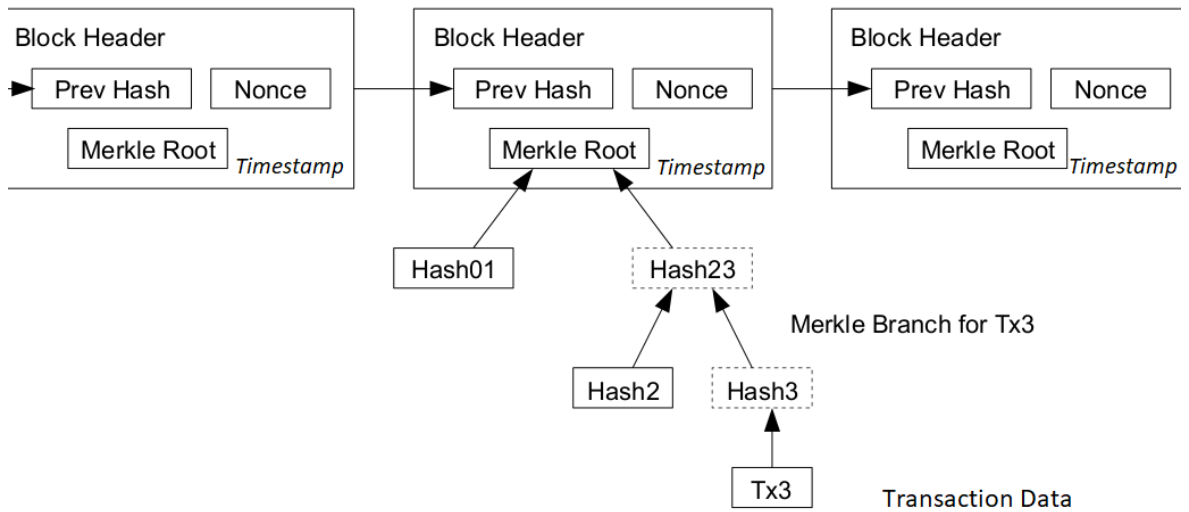 Block Header
Block Header
Block Header
Prev Hash
Nonce
Prev Hash
Nonce
Prev Hash
Nonce
Merkle Root
Timestamp
Merkle Root
Timestamp
Merkle Root
Timestamp
Hash01
Hash23
Merkle Branch for Tx3
Hash2
Hash3
Tx3
Transaction Data